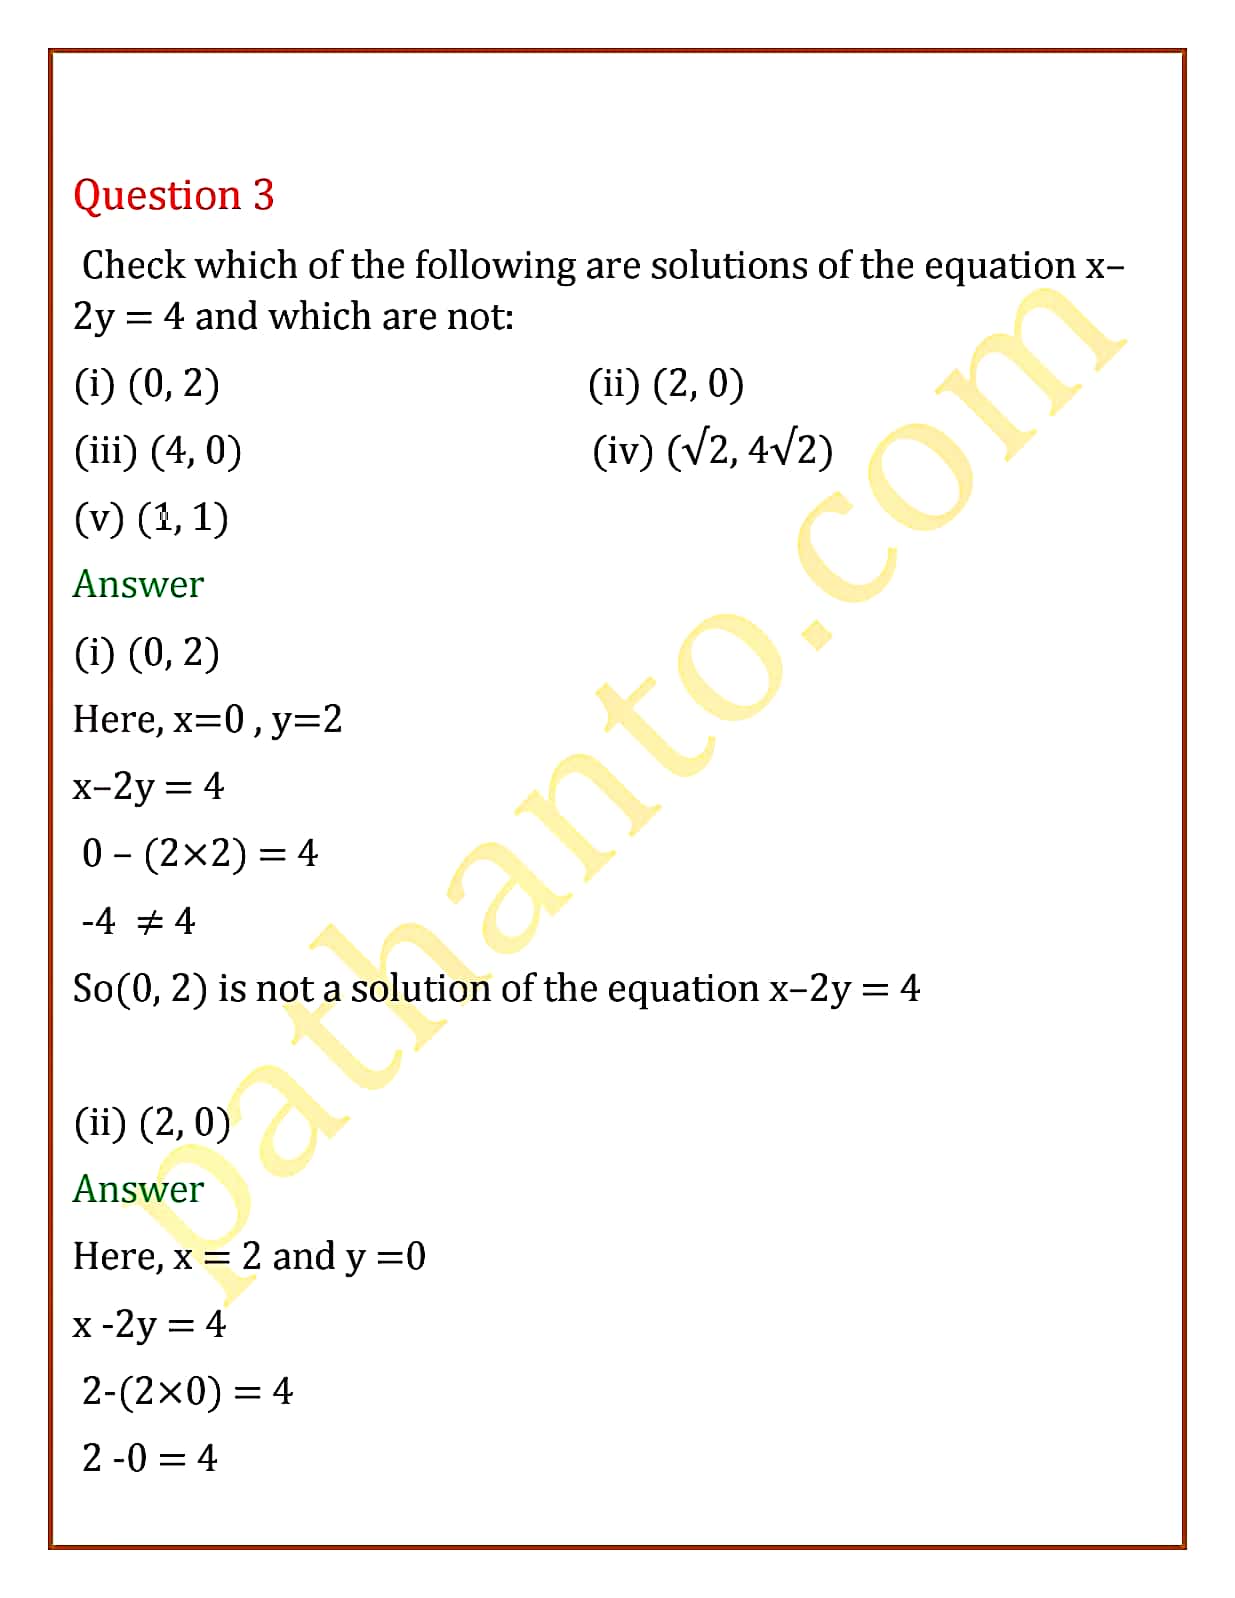 Question 3
Check which of the following are solutions of the equation x–
2y = 4 and which are not:
(i) (0, 2) (ii) (2, 0)
(iii) (4, 0) (iv) (√2, 4√2)
(v) (1, 1)
Answer
(i) (0, 2)
Here, x=0 , y=2
x–2y = 4
0 – (2×2) = 4
-4 ≠ 4
So(0, 2) is not a solution of the equation x–2y = 4
(ii) (2, 0)
Answer
Here, x = 2 and y =0
x -2y = 4
2-(2×0) = 4
2 -0 = 4
pathanto.com